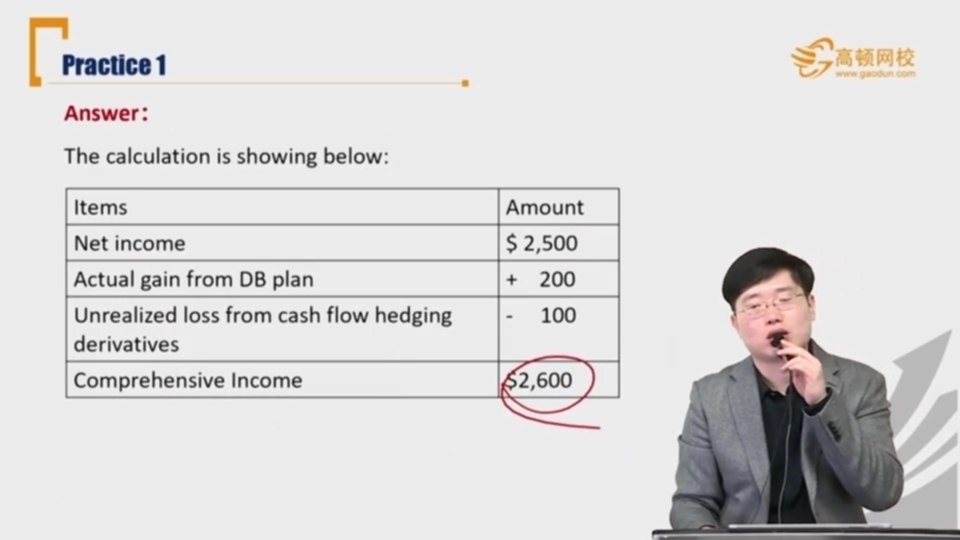 Practice 1
高顿网校
www.gaodun.com
Answer：
The calculation is showing below:
Items Amount
Net income $ 2,500
Actual gain from DB plan + 200
Unrealized loss from cash flow hedging - 100
derivatives
Comprehensive Income $2,600